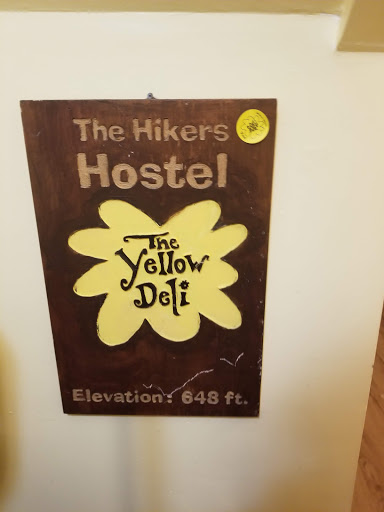 The Hikers
Hostel
The
Yellow
Deli
Elevation: 648 ft.